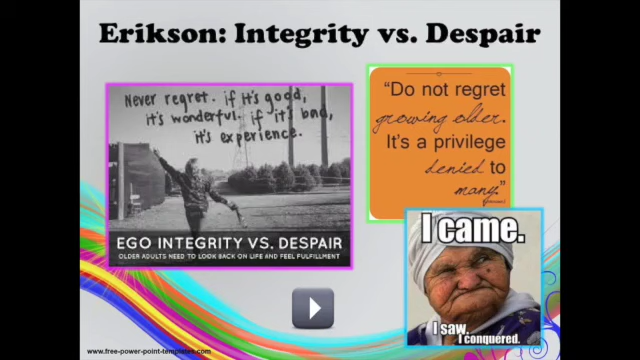 Erikson: Integrity vs. Despair
Never regret. if it's good,
it's wonderful. if it's bad,
it's experience.
EGO INTEGRITY VS. DESPAIR
OLDER ADULTS NEED TO LOOK BACK ON LIFE AND FEEL FULFILLMENT
"Do not regret
growing older.
It's a privilege
denied to
many."
I came.
I saw.
I conquered.
www.free-power-point-templates.com